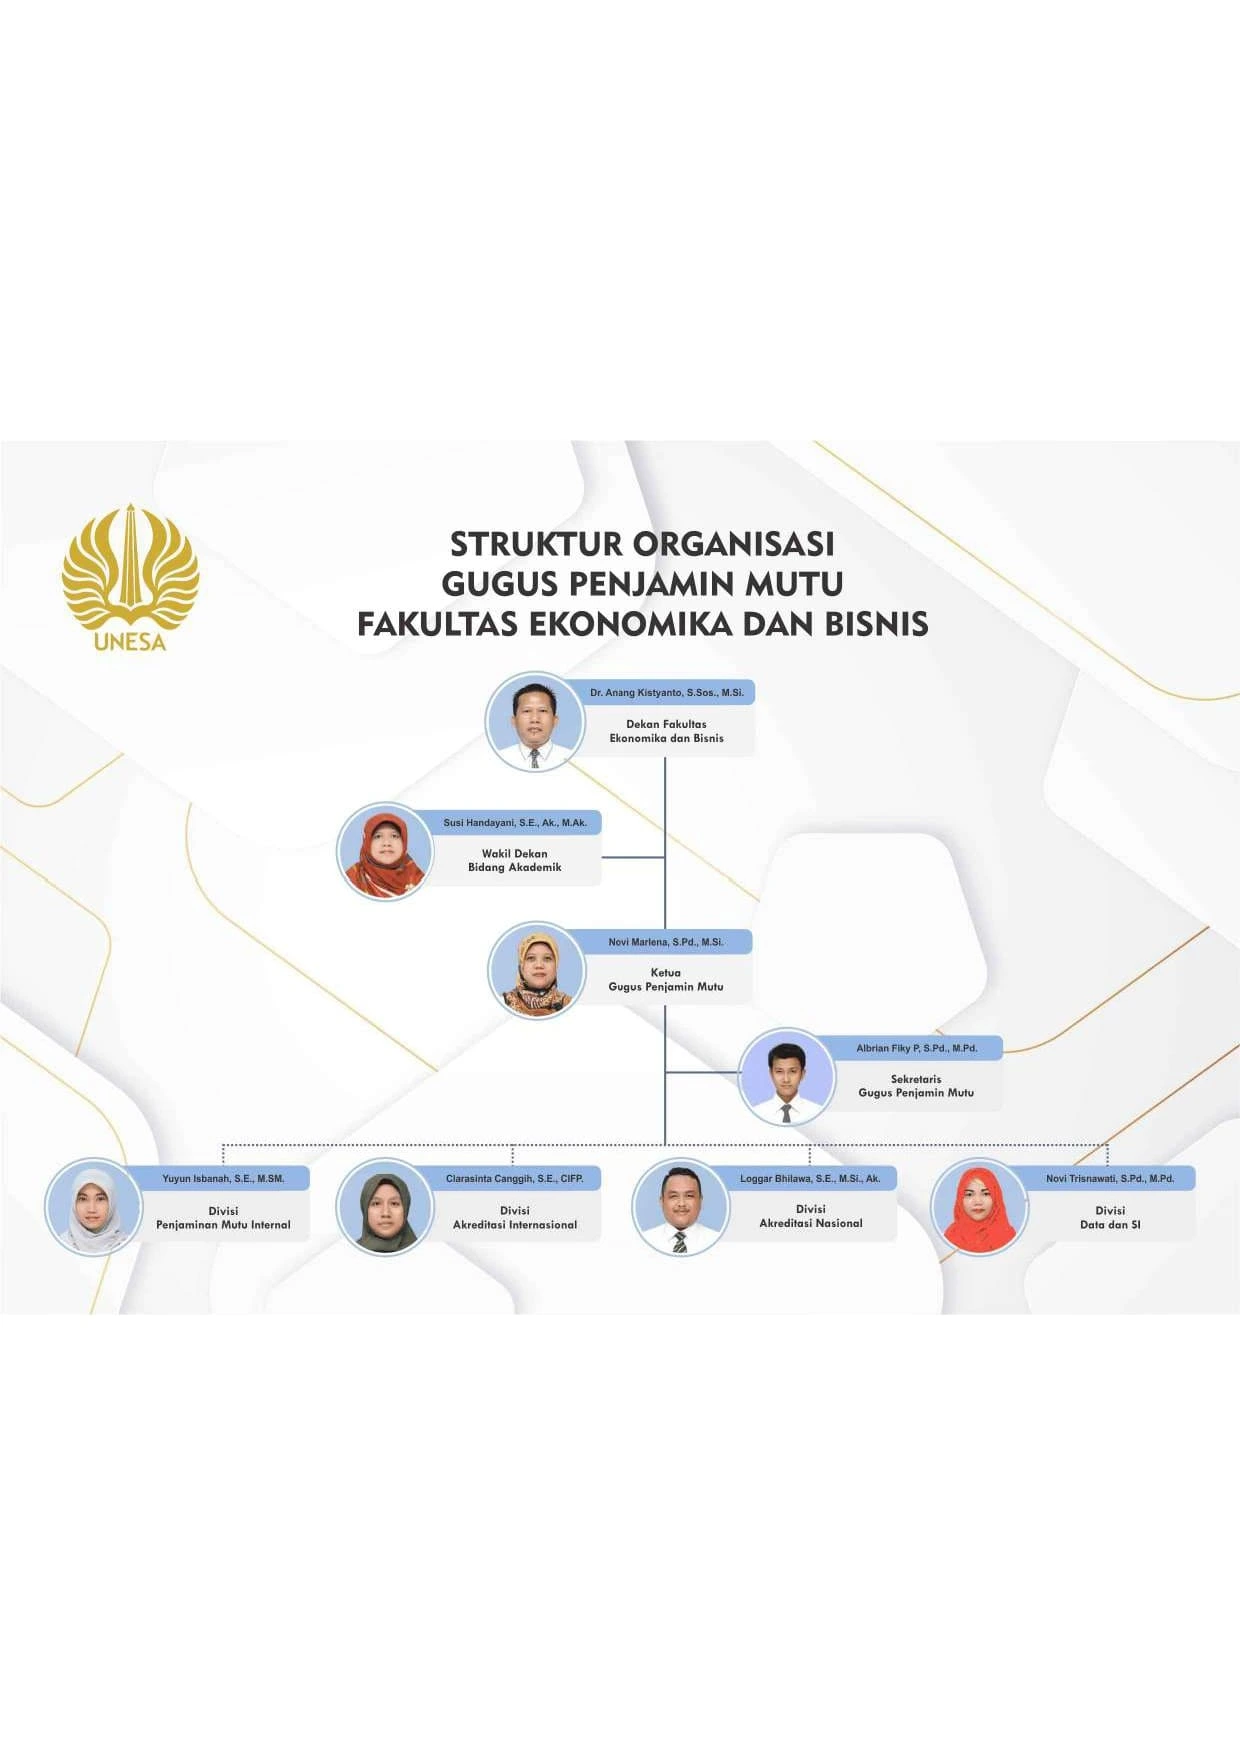 UNESA
STRUKTUR ORGANISASI
GUGUS PENJAMIN MUTU
FAKULTAS EKONOMIKA DAN BISNIS
Dr. Anang Kistyanto, S.Sos., M.Si.
Dekan Fakultas
Ekonomika dan Bisnis
Susi Handayani, S.E., Ak., M.Ak.
Wakil Dekan
Bidang Akademik
Novi Marlena, S.Pd., M.Si.
Ketua
Gugus Penjamin Mutu
Albrian Fiky P, S.Pd., M.Pd.
Sekretaris
Gugus Penjamin Mutu
Yuyun Isbanah, S.E., M.SM.
Divisi
Penjaminan Mutu Internal
Clarasinta Canggih, S.E., CIFP.
Divisi
Akreditasi Internasional
Loggar Bhilawa, S.E., M.Si., Ak.
Divisi
Akreditasi Nasional
Novi Trisnawati, S.Pd., M.Pd.
Divisi
Data dan SI